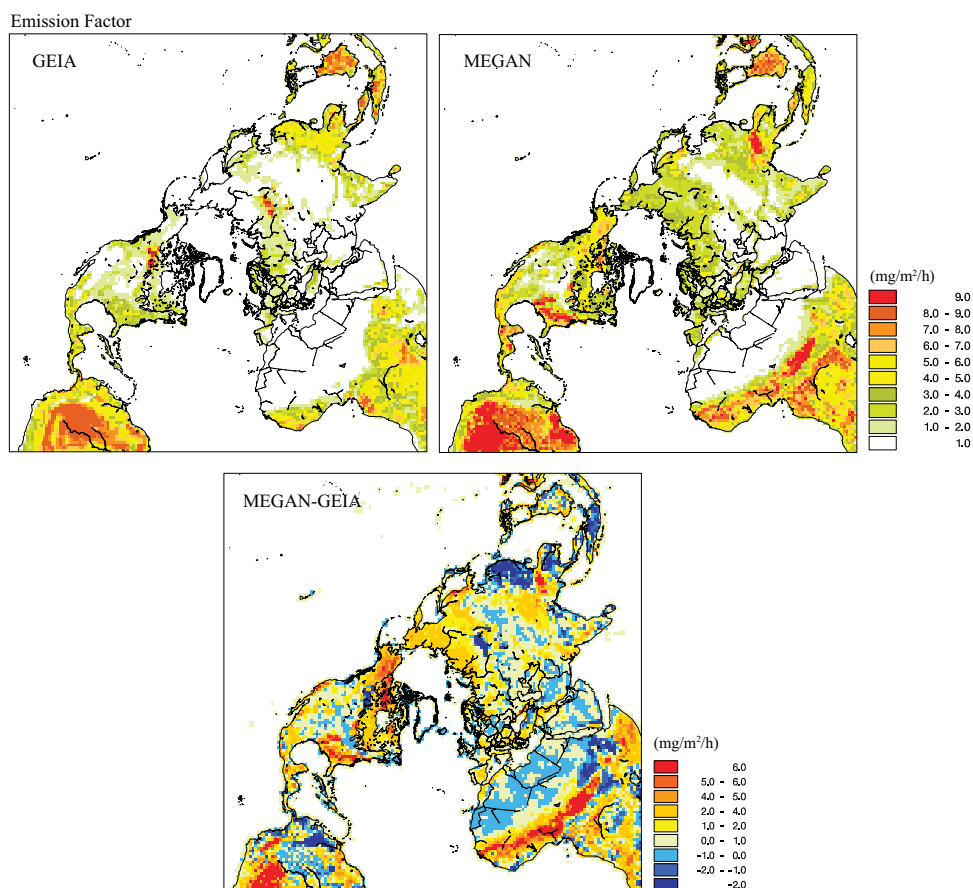 Emission Factor
GEIA
MEGAN
(mg/m²/h)
9.0
8.0 - 9.0
7.0 - 8.0
6.0 - 7.0
5.0 - 6.0
4.0 - 5.0
3.0 - 4.0
2.0 - 3.0
1.0 - 2.0
1.0
MEGAN-GEIA
(mg/m²/h)
6.0
5.0 - 6.0
4.0 - 5.0
2.0 - 4.0
1.0 - 2.0
0.0 - 1.0
-1.0 - 0.0
-2.0 - -1.0
-2.0